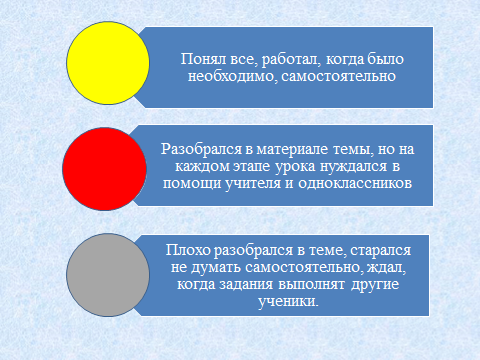 Понял все, работал, когда было
необходимо, самостоятельно
Разобрался в материале темы, но на
каждом этапе урока нуждался в
помощи учителя и одноклассников
Плохо разобрался в теме, старался
не думать самостоятельно, ждал,
когда задания выполнят другие
ученики.